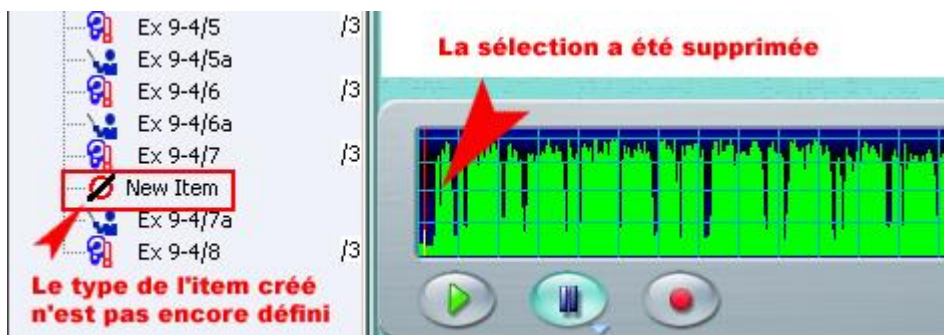 Ex 9-4/5 /3
Ex 9-4/5a
Ex 9-4/6 /3
Ex 9-4/6a
Ex 9-4/7 /3
New Item
Ex 9-4/7a
Ex 9-4/8 /3
Le type de l'item créé
n'est pas encore défini
La sélection a été supprimée